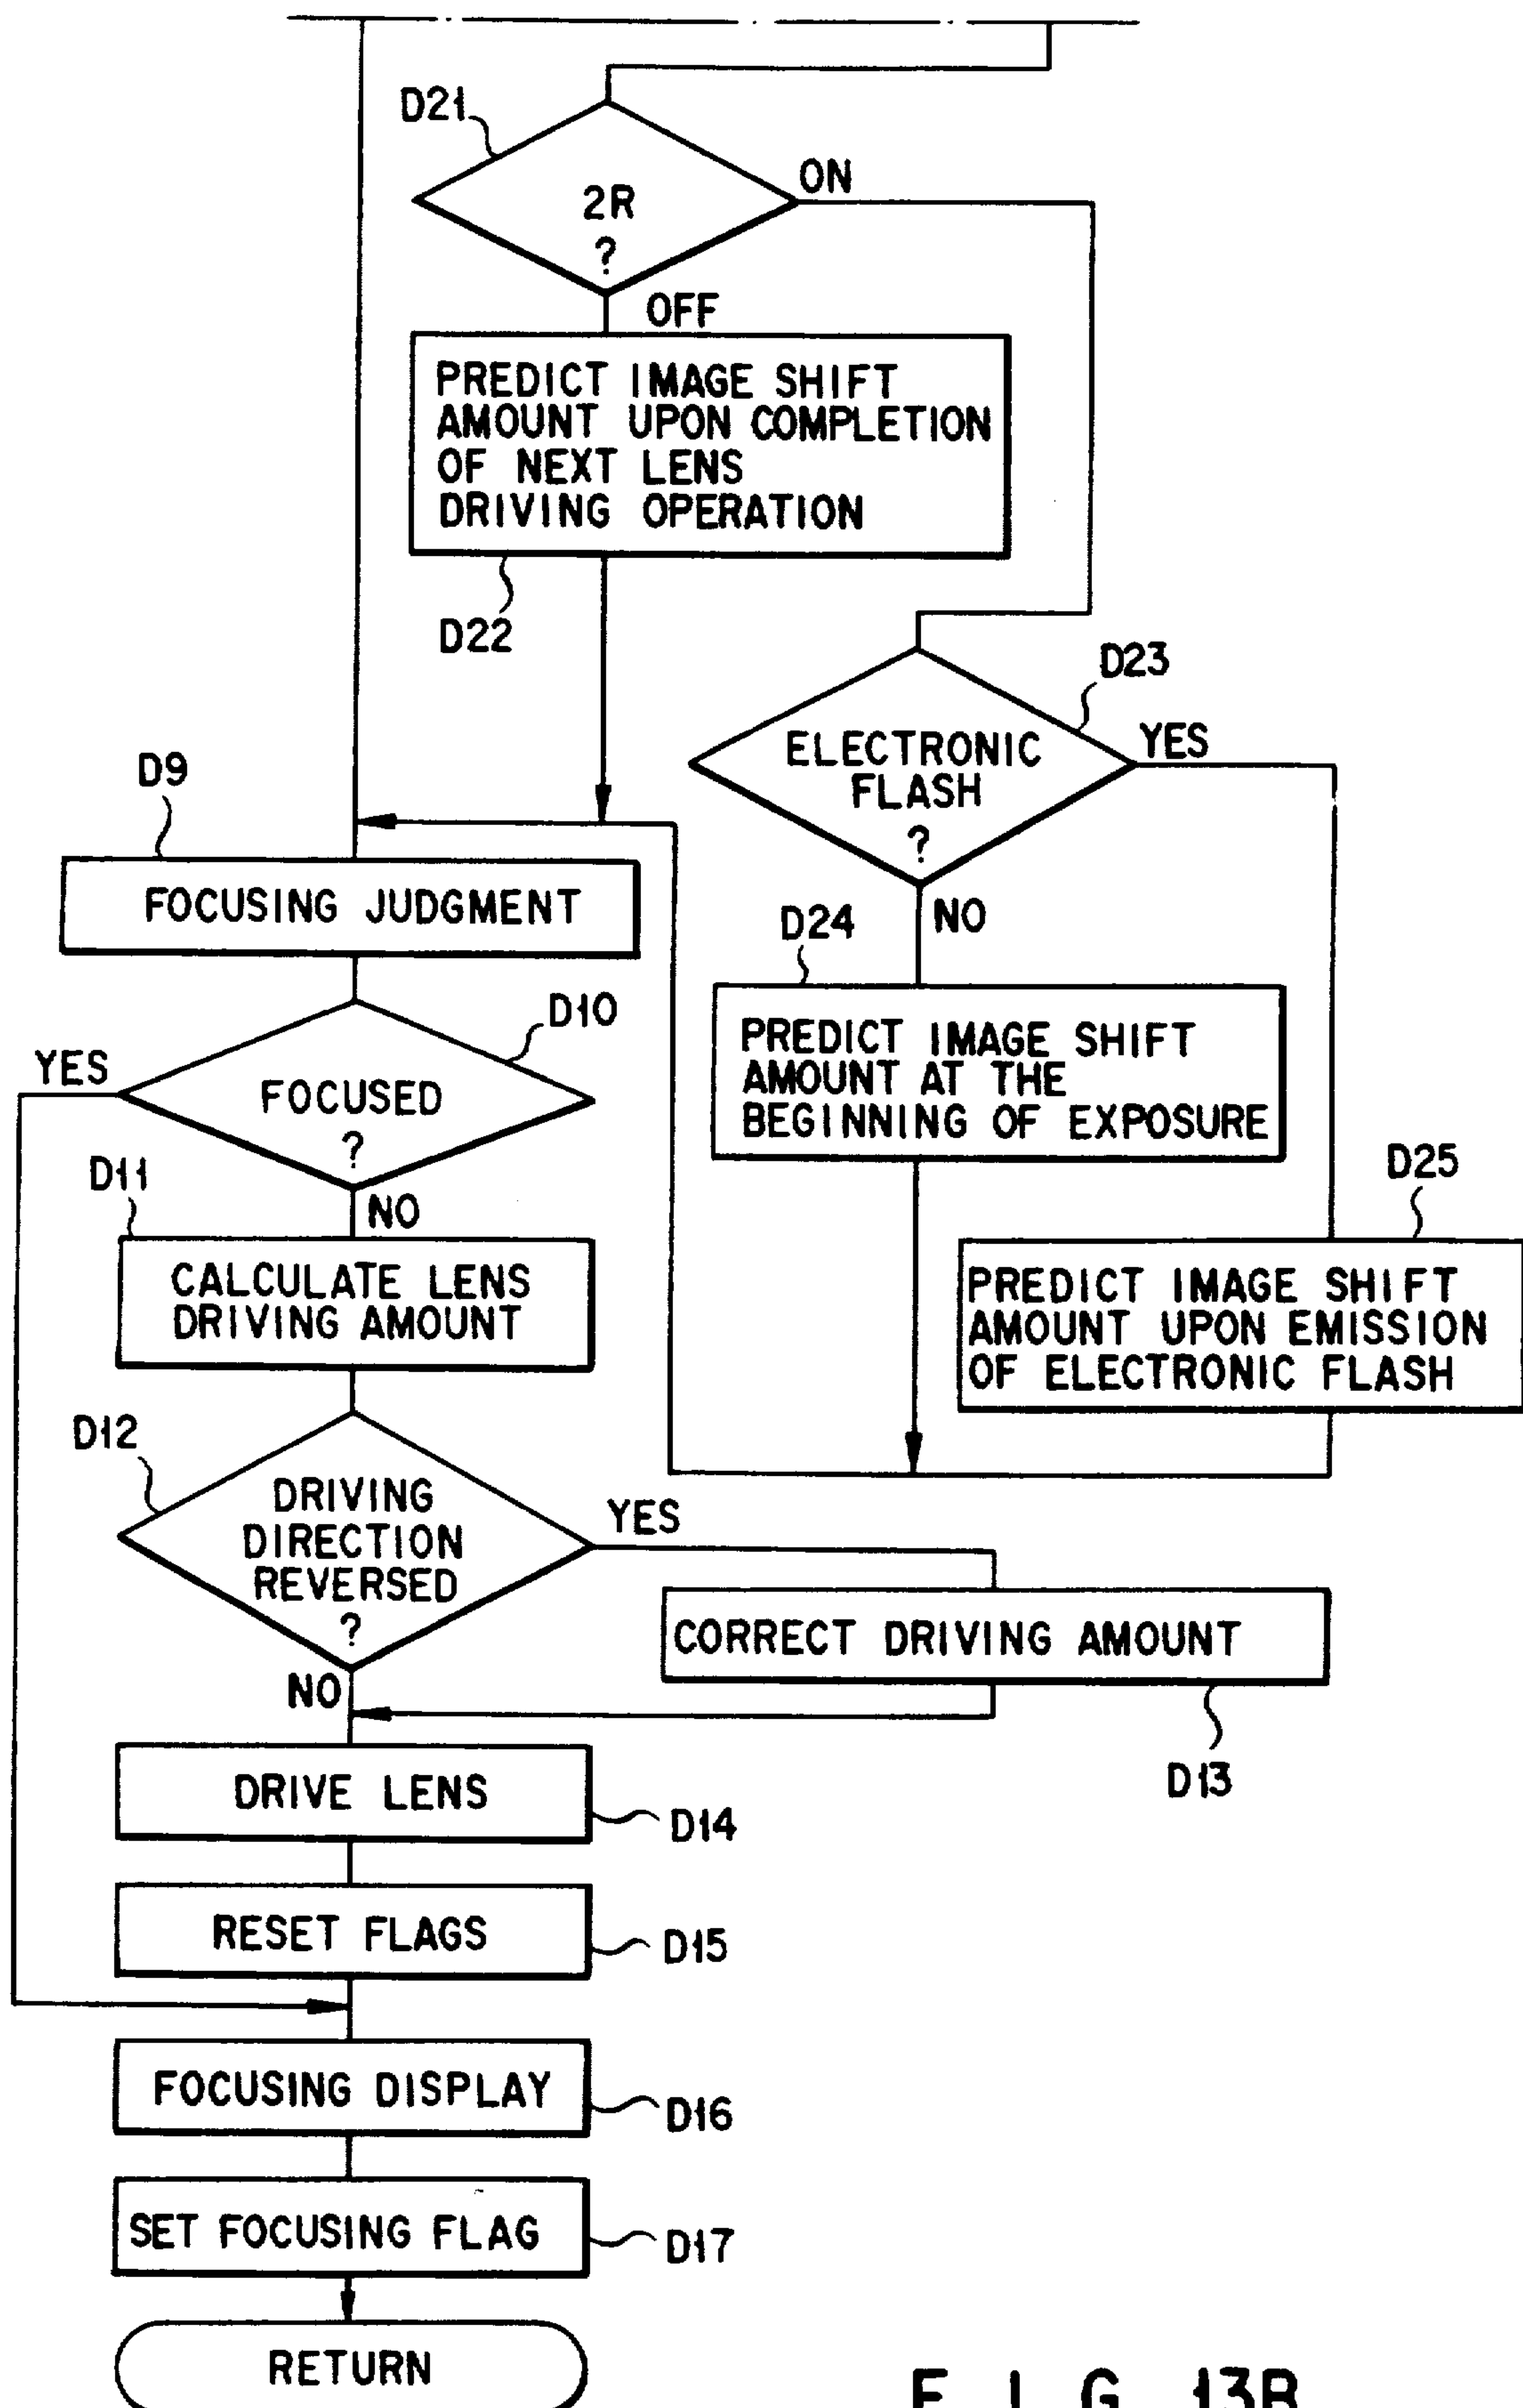 D21
2R
?
ON
OFF
PREDICT IMAGE SHIFT
AMOUNT UPON COMPLETION
OF NEXT LENS
DRIVING OPERATION
D22
D23
ELECTRONIC
FLASH
?
YES
NO
D9
FOCUSING JUDGMENT
D24
PREDICT IMAGE SHIFT
AMOUNT AT THE
BEGINNING OF EXPOSURE
D10
YES
FOCUSED
?
NO
D25
PREDICT IMAGE SHIFT
AMOUNT UPON EMISSION
OF ELECTRONIC FLASH
D11
CALCULATE LENS
DRIVING AMOUNT
D12
DRIVING
DIRECTION
REVERSED
?
YES
NO
CORRECT DRIVING AMOUNT
D13
DRIVE LENS
D14
RESET FLAGS
D15
FOCUSING DISPLAY
D16
SET FOCUSING FLAG
D17
RETURN
FIG. 13B